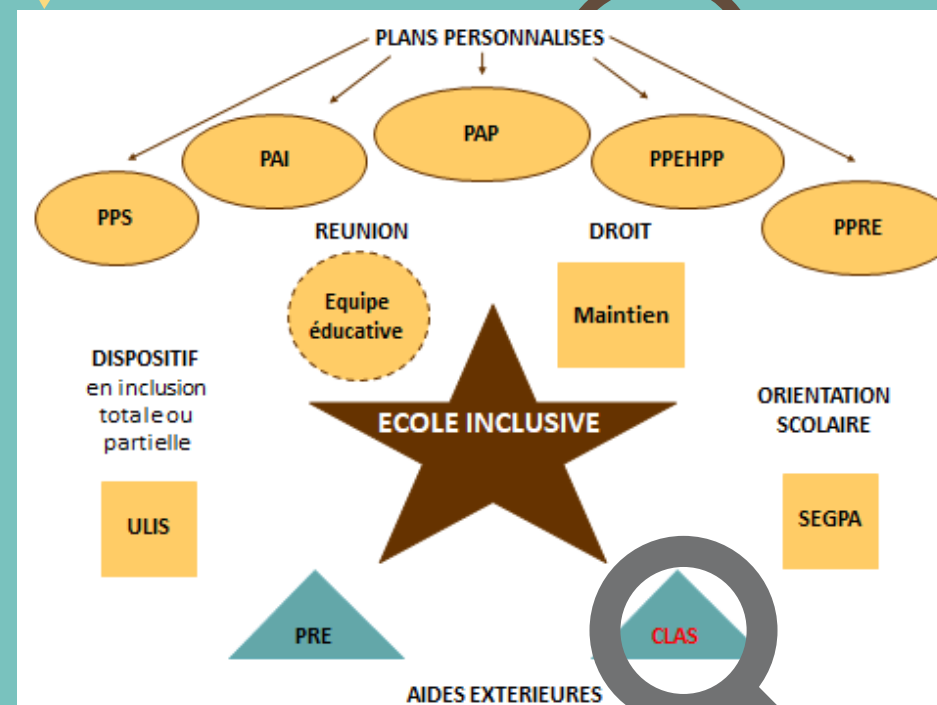 PLANS PERSONNALISES
PAP
PAI
PPEHPP
PPS
PPRE
REUNION
DROIT
Equipe
éducative
Maintien
DISPOSITIF
en inclusion
totale ou
partielle
ORIENTATION
SCOLAIRE
ECOLE INCLUSIVE
ULIS
SEGPA
PRE
CLAS
AIDES EXTERIEURES